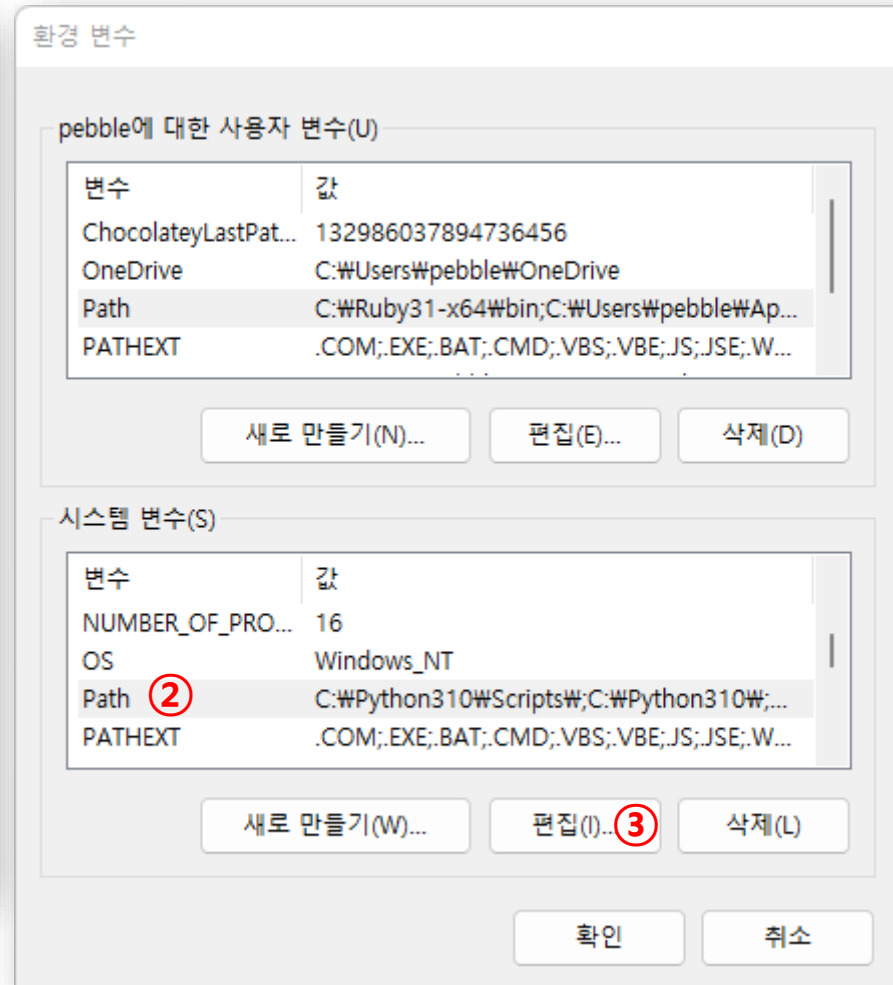 환경 변수
pebble에 대한 사용자 변수(U)
변수 값
ChocolateyLastPat... 132986037894736456
OneDrive C:₩Users₩pebble₩OneDrive
Path C:₩Ruby31-x64₩bin;C:₩Users₩pebble₩Ap...
PATHEXT .COM;.EXE;.BAT;.CMD;.VBS;.VBE;.JS;.JSE;.W...
새로 만들기(N)... 편집(E)... 삭제(D)
시스템 변수(S)
변수 값
NUMBER_OF_PRO... 16
OS Windows_NT
Path ② C:₩Python310₩Scripts₩;C:₩Python310₩;...
PATHEXT .COM;.EXE;.BAT;.CMD;.VBS;.VBE;.JS;.JSE;.W...
새로 만들기(W)... 편집(I)...③ 삭제(L)
확인 취소